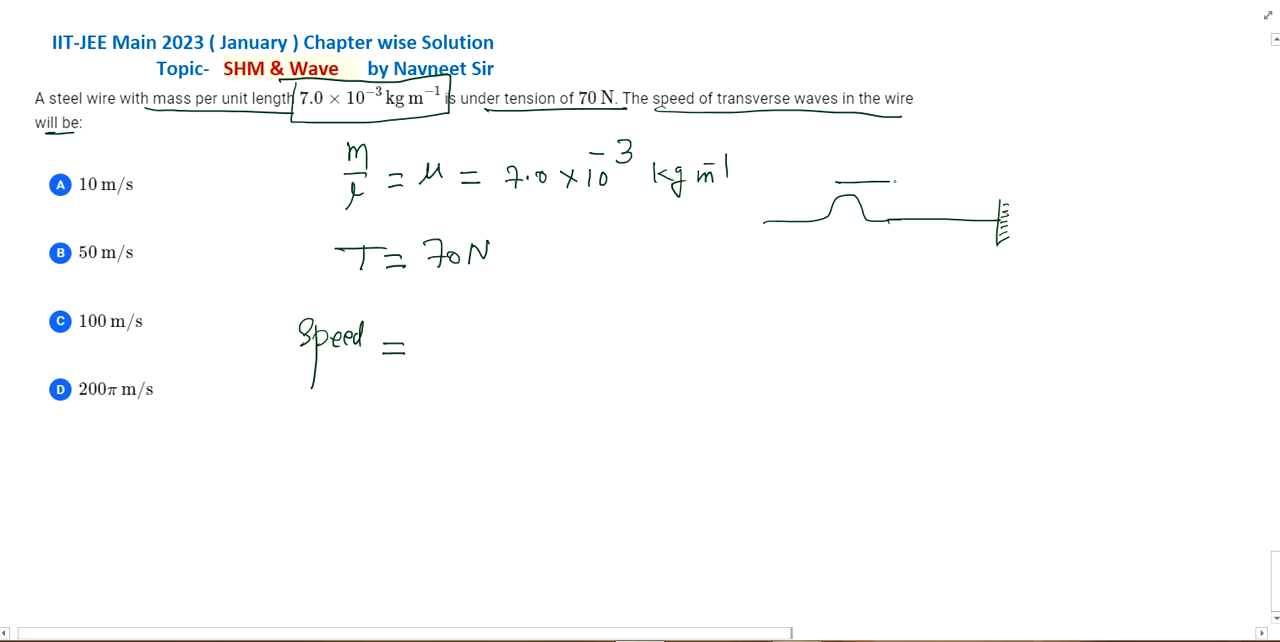 IIT-JEE Main 2023 ( January ) Chapter wise Solution
Topic- SHM & Wave by Navneet Sir
A steel wire with mass per unit length 7.0 × 10⁻³ kg m⁻¹ is under tension of 70 N. The speed of transverse waves in the wire
will be:
m/l = μ = 7.0 × 10⁻³ kg m⁻¹
A 10 m/s
T = 70N
B 50 m/s
C 100 m/s
Speed =
D 200π m/s